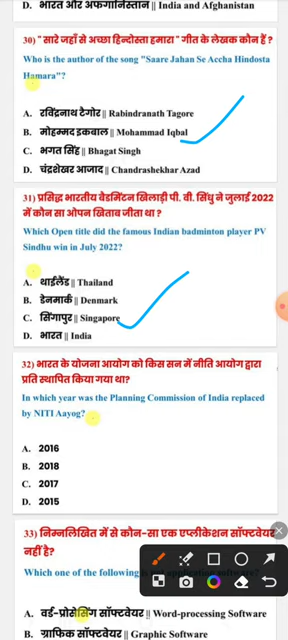 D. भारत और अफगानिस्तान || India and Afghanistan
30) " सारे जहाँ से अच्छा हिन्दोस्ता हमारा " गीत के लेखक कौन हैं ?
Who is the author of the song "Saare Jahan Se Accha Hindosta
Hamara"?
A. रविंद्रनाथ टैगोर || Rabindranath Tagore
B. मोहम्मद इकबाल || Mohammad Iqbal
C. भगत सिंह || Bhagat Singh
D. चंद्रशेखर आजाद || Chandrashekhar Azad
31) प्रसिद्ध भारतीय बैडमिंटन खिलाड़ी पी. वी. सिंधु ने जुलाई 2022
में कौन सा ओपन खिताब जीता था ?
Which Open title did the famous Indian badminton player PV
Sindhu win in July 2022?
A. थाईलैंड || Thailand
B. डेनमार्क || Denmark
C. सिंगापुर || Singapore
D. भारत || India
32) भारत के योजना आयोग को किस सन में नीति आयोग द्वारा
प्रति स्थापित किया गया था?
In which year was the Planning Commission of India replaced
by NITI Aayog?
A. 2016
B. 2018
C. 2017
D. 2015
33) निम्नलिखित में से कौन-सा एक एप्लीकेशन सॉफ्टवेयर
नहीं है?
Which one of the following is not application software?
A. वर्ड-प्रोसेसिंग सॉफ्टवेयर || Word-processing Software
B. ग्राफिक सॉफ्टवेयर || Graphic Software